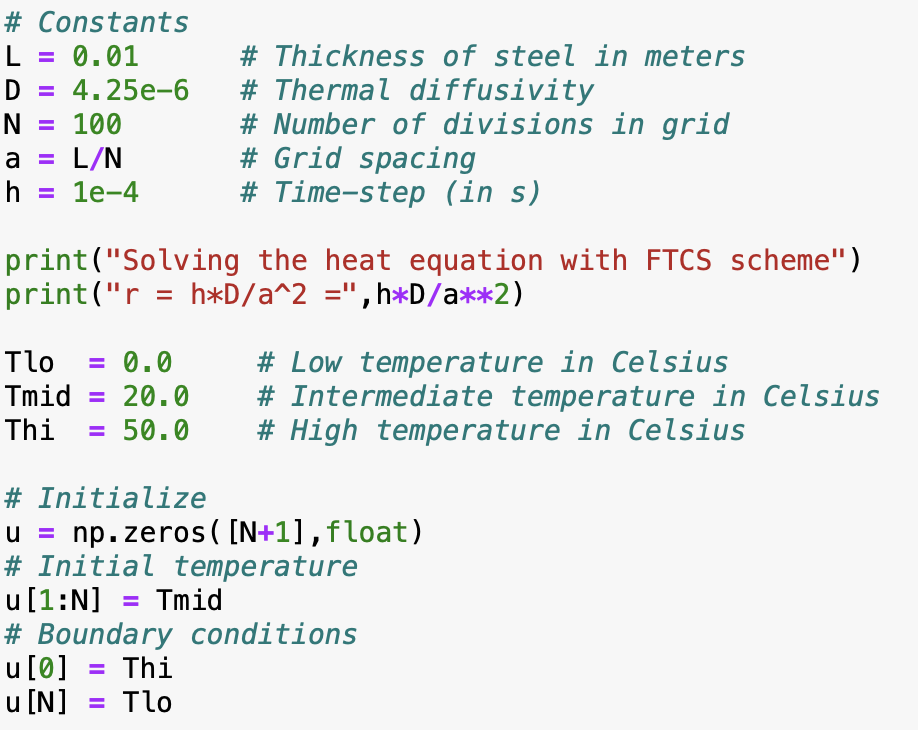 # Constants
L = 0.01      # Thickness of steel in meters
D = 4.25e-6   # Thermal diffusivity
N = 100       # Number of divisions in grid
a = L/N       # Grid spacing
h = 1e-4      # Time-step (in s)

print("Solving the heat equation with FTCS scheme")
print("r = h*D/a^2 =",h*D/a**2)

Tlo  = 0.0     # Low temperature in Celsius
Tmid = 20.0    # Intermediate temperature in Celsius
Thi  = 50.0    # High temperature in Celsius

# Initialize
u = np.zeros([N+1],float)
# Initial temperature
u[1:N] = Tmid
# Boundary conditions
u[0] = Thi
u[N] = Tlo